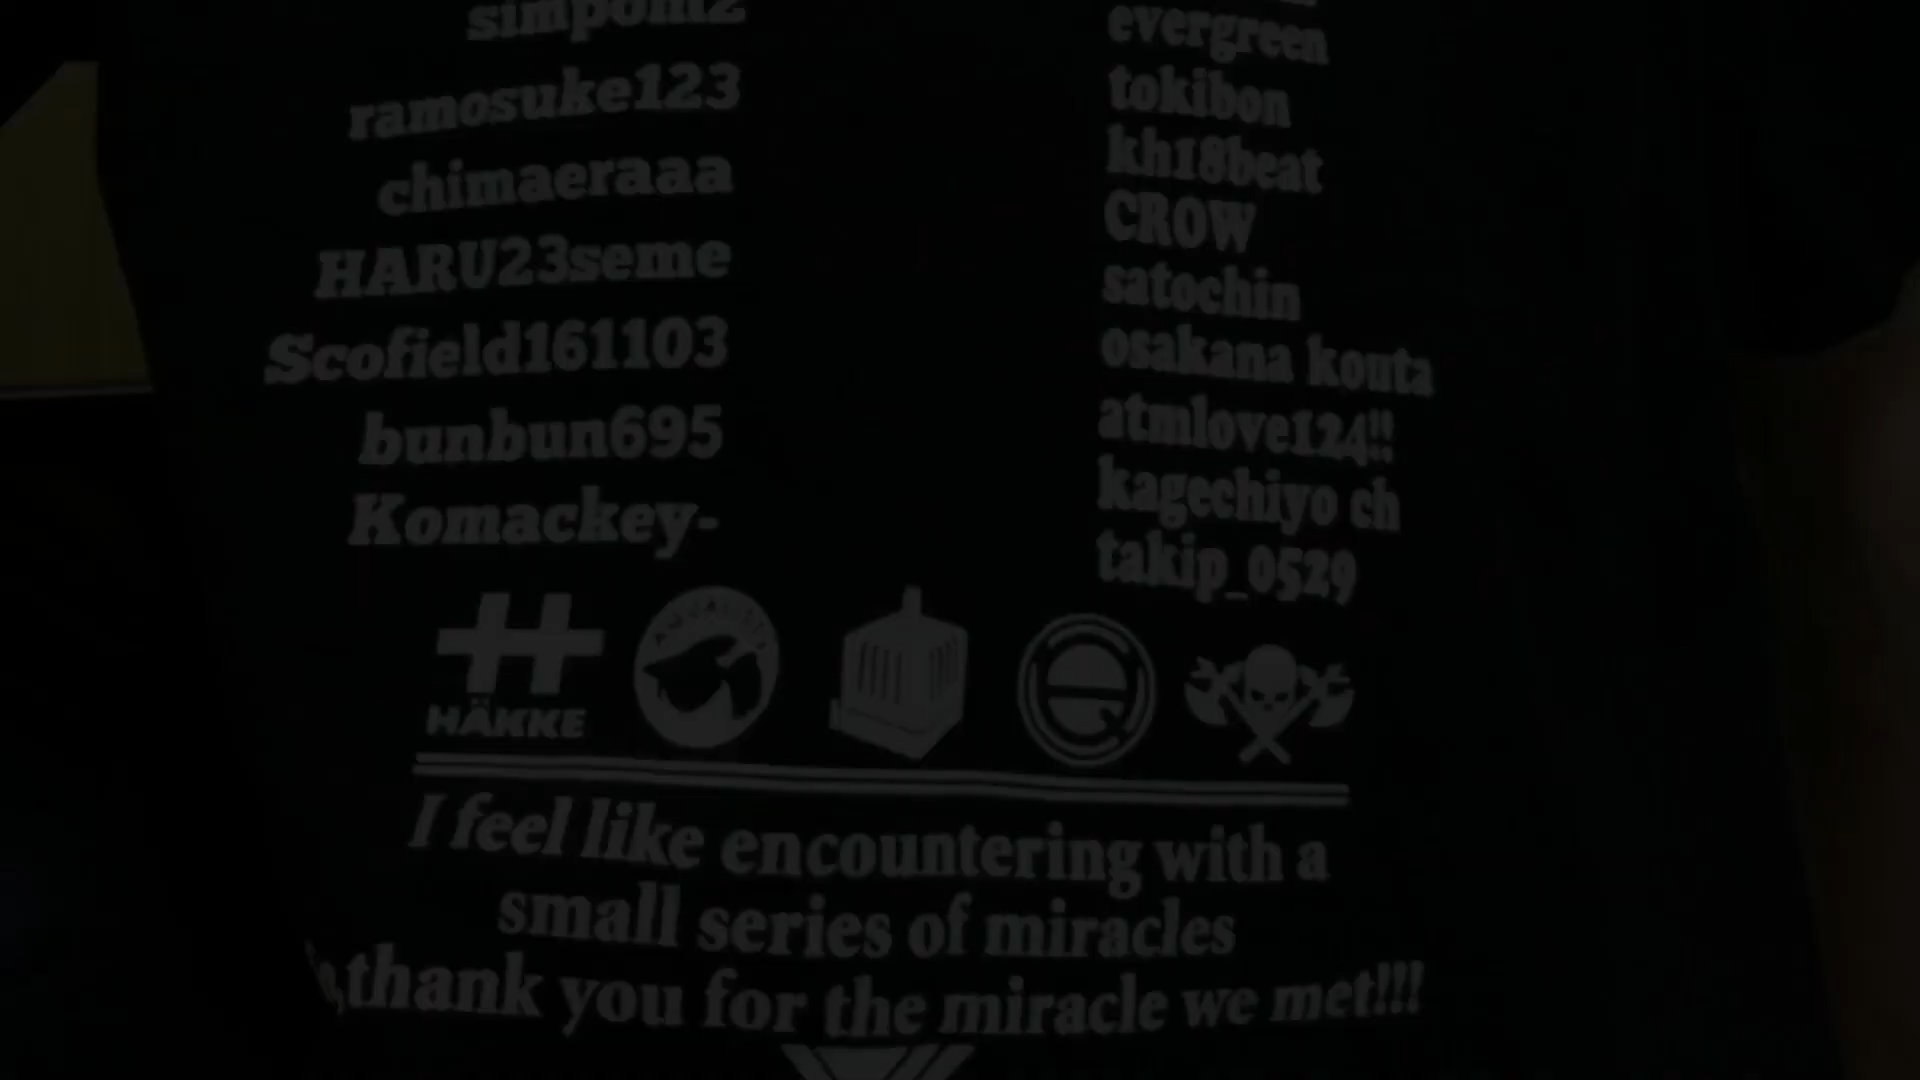 simpom2
ramosuke123
chimaeraaa
HARU23seme
Scofield161103
bunbun695
Komackey-
evergreen
tokibon
kh18beat
CROW
satochin
osakana kouta
atmlove124!!
kagechiyo ch
takip_0529
HÄKKE
I feel like encountering with a
small series of miracles
thank you for the miracle we met!!!